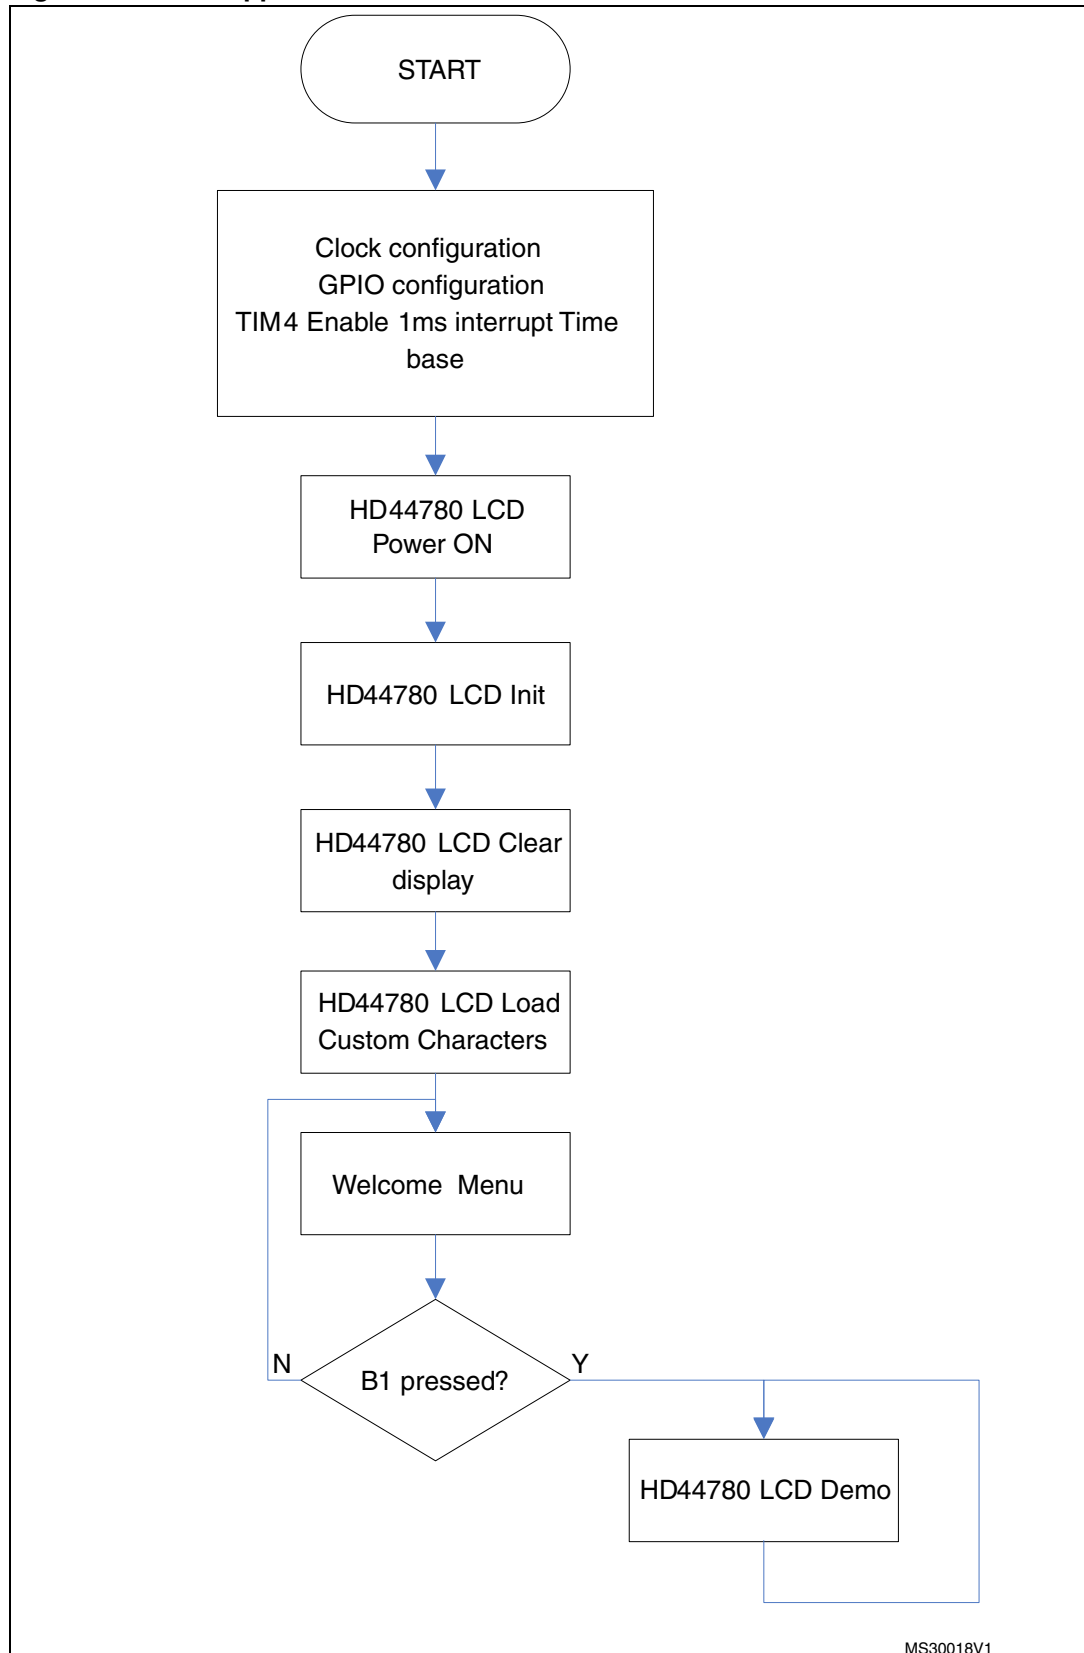 START
Clock configuration
GPIO configuration
TIM4 Enable 1ms interrupt Time
base
HD44780 LCD
Power ON
HD44780 LCD Init
HD44780 LCD Clear
display
HD44780 LCD Load
Custom Characters
Welcome Menu
B1 pressed?
N
Y
HD44780 LCD Demo
MS30018V1